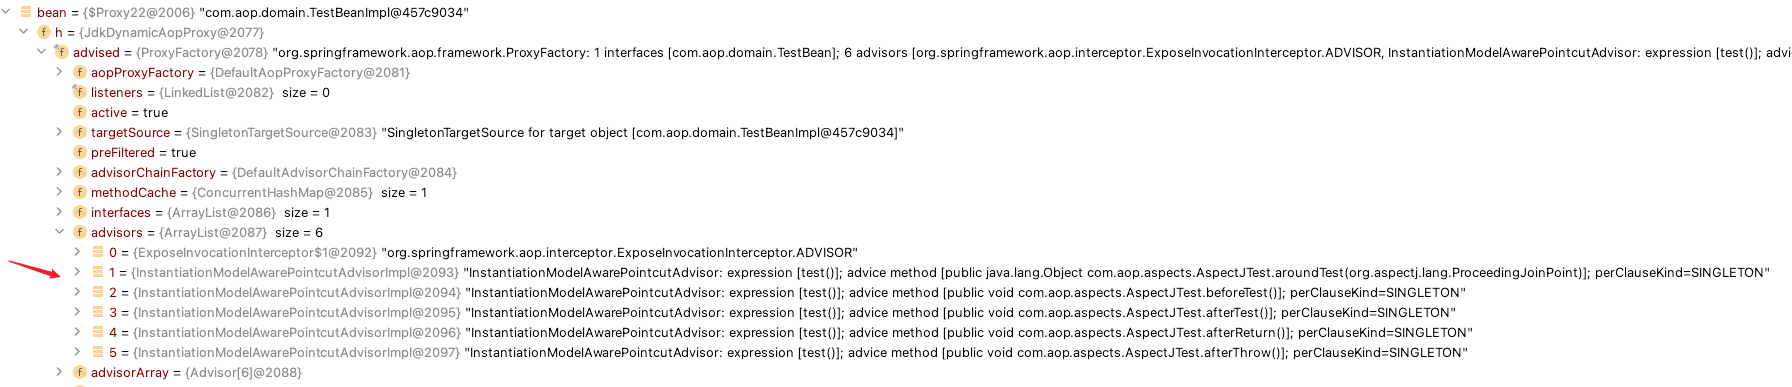 bean = {$Proxy22@2006} "com.aop.domain.TestBeanImpl@457c9034"
f h = {JdkDynamicAopProxy@2077}
f advised = {ProxyFactory@2078} "org.springframework.aop.framework.ProxyFactory: 1 interfaces [com.aop.domain.TestBean]; 6 advisors [org.springframework.aop.interceptor.ExposeInvocationInterceptor.ADVISOR, InstantiationModelAwarePointcutAdvisor: expression [test()]; advi
f aopProxyFactory = {DefaultAopProxyFactory@2081}
f listeners = {LinkedList@2082} size = 0
f active = true
f targetSource = {SingletonTargetSource@2083} "SingletonTargetSource for target object [com.aop.domain.TestBeanImpl@457c9034]"
f preFiltered = true
f advisorChainFactory = {DefaultAdvisorChainFactory@2084}
f methodCache = {ConcurrentHashMap@2085} size = 1
f interfaces = {ArrayList@2086} size = 1
f advisors = {ArrayList@2087} size = 6
0 = {ExposeInvocationInterceptor$1@2092} "org.springframework.aop.interceptor.ExposeInvocationInterceptor.ADVISOR"
1 = {InstantiationModelAwarePointcutAdvisorImpl@2093} "InstantiationModelAwarePointcutAdvisor: expression [test()]; advice method [public java.lang.Object com.aop.aspects.AspectJTest.aroundTest(org.aspectj.lang.ProceedingJoinPoint)]; perClauseKind=SINGLETON"
2 = {InstantiationModelAwarePointcutAdvisorImpl@2094} "InstantiationModelAwarePointcutAdvisor: expression [test()]; advice method [public void com.aop.aspects.AspectJTest.beforeTest()]; perClauseKind=SINGLETON"
3 = {InstantiationModelAwarePointcutAdvisorImpl@2095} "InstantiationModelAwarePointcutAdvisor: expression [test()]; advice method [public void com.aop.aspects.AspectJTest.afterTest()]; perClauseKind=SINGLETON"
4 = {InstantiationModelAwarePointcutAdvisorImpl@2096} "InstantiationModelAwarePointcutAdvisor: expression [test()]; advice method [public void com.aop.aspects.AspectJTest.afterReturn()]; perClauseKind=SINGLETON"
5 = {InstantiationModelAwarePointcutAdvisorImpl@2097} "InstantiationModelAwarePointcutAdvisor: expression [test()]; advice method [public void com.aop.aspects.AspectJTest.afterThrow()]; perClauseKind=SINGLETON"
f advisorArray = {Advisor[6]@2088}